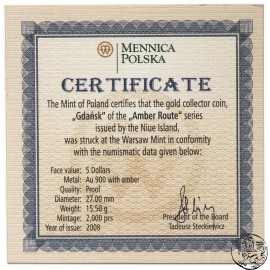 MENNICA
POLSKA
CERTIFICATE
The Mint of Poland certifies that the gold collector coin,
„Gdańsk" of the „Amber Route" series
issued by the Niue Island,
was struck at the Warsaw Mint in conformity
with the numismatic data given below:
Face value: 5 Dollars
Metal: Au 900 with amber
Quality: Proof
Diameter: 27.00 mm
Weight: 15.50 g
Mintage: 2,000 pcs
Year of issue: 2008
President of the Board
Tadeusz Steckiewicz